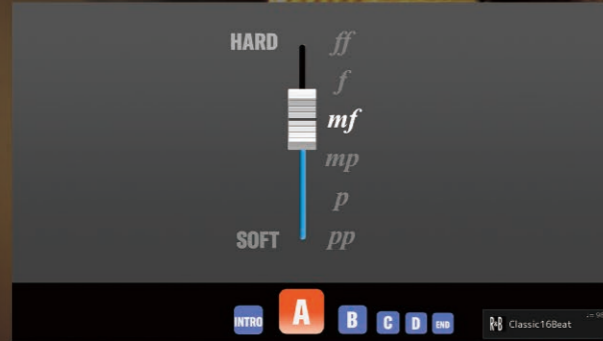 HARD ff
f
mf
mp
p
SOFT pp
INTRO A B C D END
R&B Classic16Beat